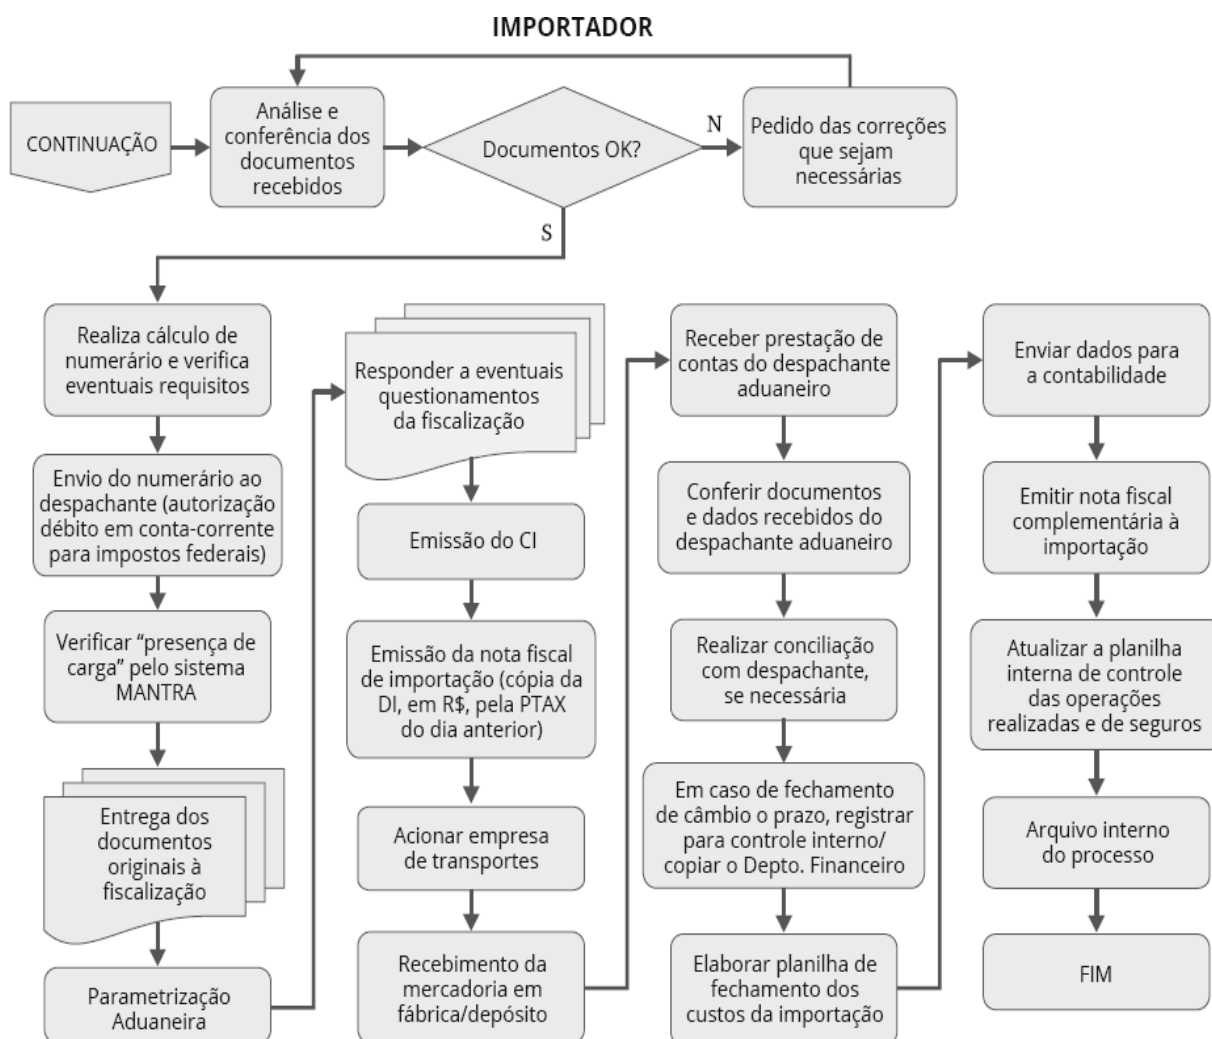 IMPORTADOR
CONTINUAÇÃO
Análise e
conferência dos
documentos
recebidos
Documentos OK?
N
Pedido das correções
que sejam
necessárias
S
Realiza cálculo de
numerário e verifica
eventuais requisitos
Envio do numerário ao
despachante (autorização
débito em conta-corrente
para impostos federais)
Verificar “presença de
carga” pelo sistema
MANTRA
Entrega dos
documentos
originais à
fiscalização
Parametrização
Aduaneira
Responder a eventuais
questionamentos
da fiscalização
Emissão do CI
Emissão da nota fiscal
de importação (cópia da
DI, em R$, pela PTAX
do dia anterior)
Acionar empresa
de transportes
Recebimento da
mercadoria em
fábrica/depósito
Receber prestação de
contas do despachante
aduaneiro
Conferir documentos
e dados recebidos do
despachante aduaneiro
Realizar conciliação
com despachante,
se necessária
Em caso de fechamento
de câmbio o prazo, registrar
para controle interno/
copiar o Depto. Financeiro
Elaborar planilha de
fechamento dos
custos da importação
Enviar dados para
a contabilidade
Emitir nota fiscal
complementária à
importação
Atualizar a planilha
interna de controle
das operações
realizadas e de seguros
Arquivo interno
do processo
FIM